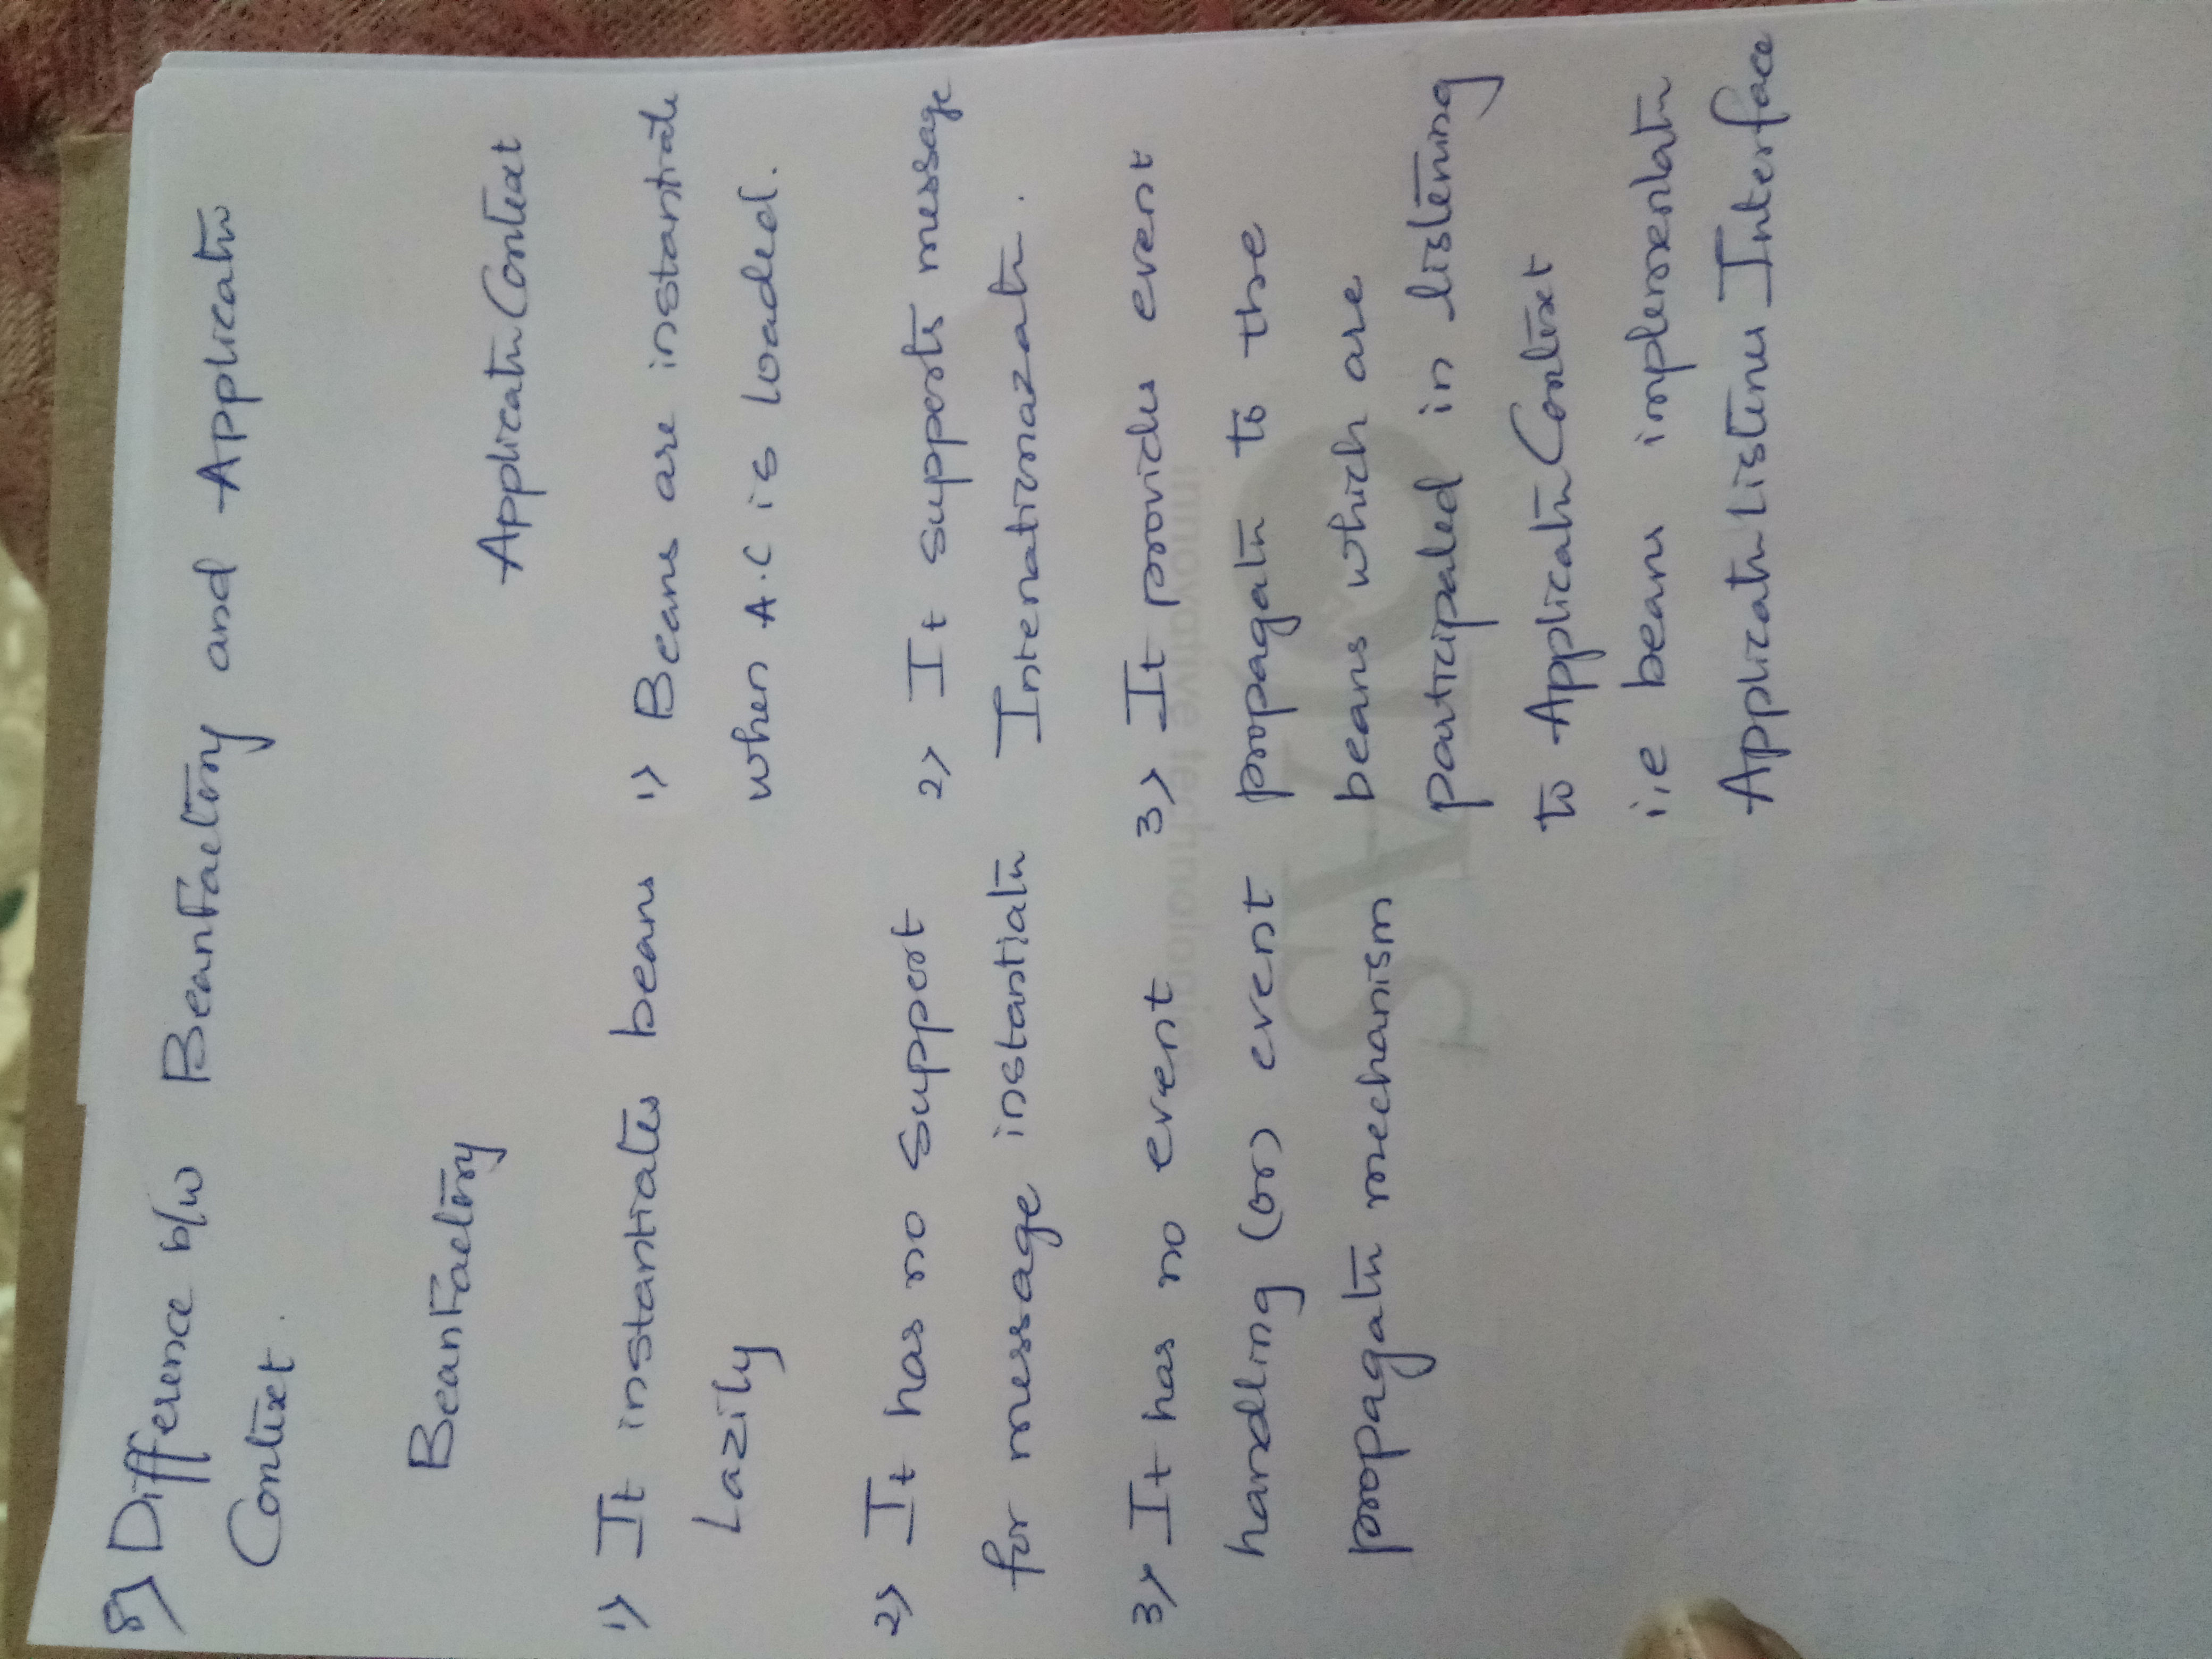 8) Difference b/w BeanFactory and Applicatn
Context.
BeanFactory
1) It instantiates beans
Lazily
2) It has no support
for message instantiatn
3) It has no event
handling (or) event
propagatn mechanism
ApplicatnContext
1) Beans are instantiate
when A.C is loaded.
2) It supports message
Internationazatn.
3) It provides event
propagatn to the
beans which are
participated in listening
to ApplicatnContext
i.e beans implementatn
ApplicatnListener Interface
innovative technologies
OJAS